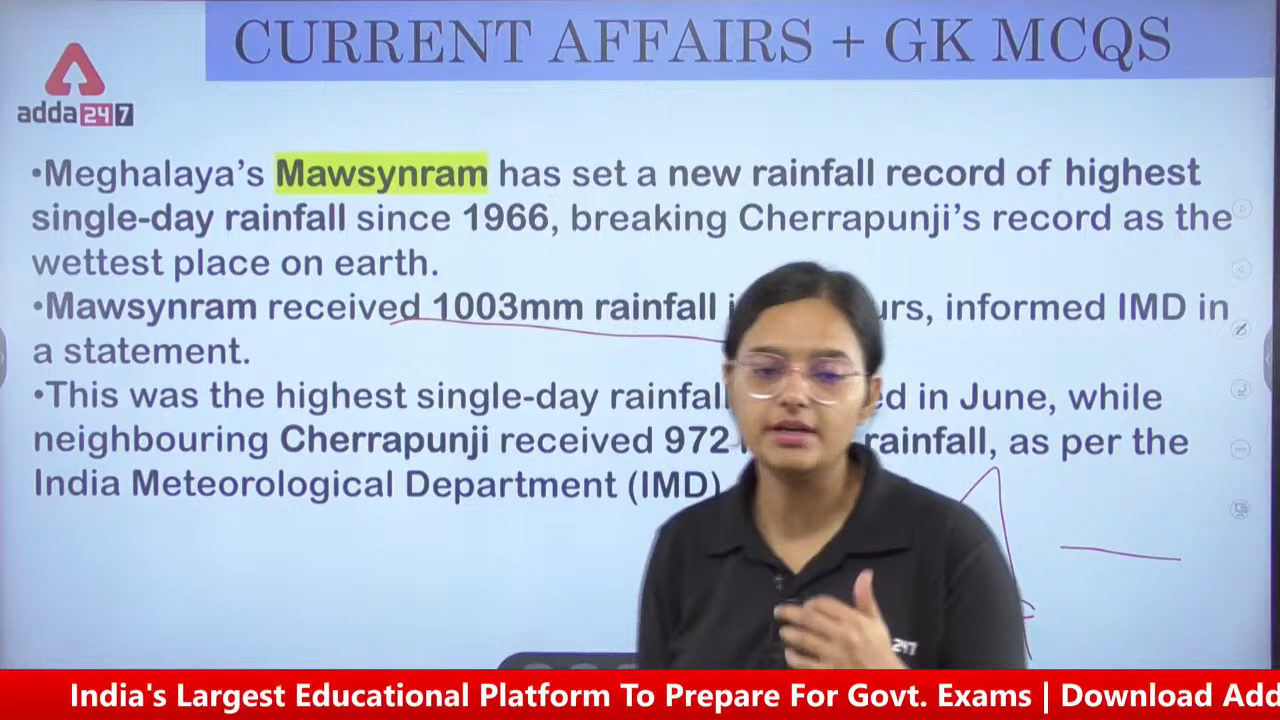 CURRENT AFFAIRS + GK MCQS
adda247
•Meghalaya's Mawsynram has set a new rainfall record of highest
single-day rainfall since 1966, breaking Cherrapunji's record as the
wettest place on earth.
•Mawsynram received 1003mm rainfall urs, informed IMD in
a statement.
•This was the highest single-day rainfall ed in June, while
neighbouring Cherrapunji received 972 rainfall, as per the
India Meteorological Department (IMD)
247
India's Largest Educational Platform To Prepare For Govt. Exams | Download Add